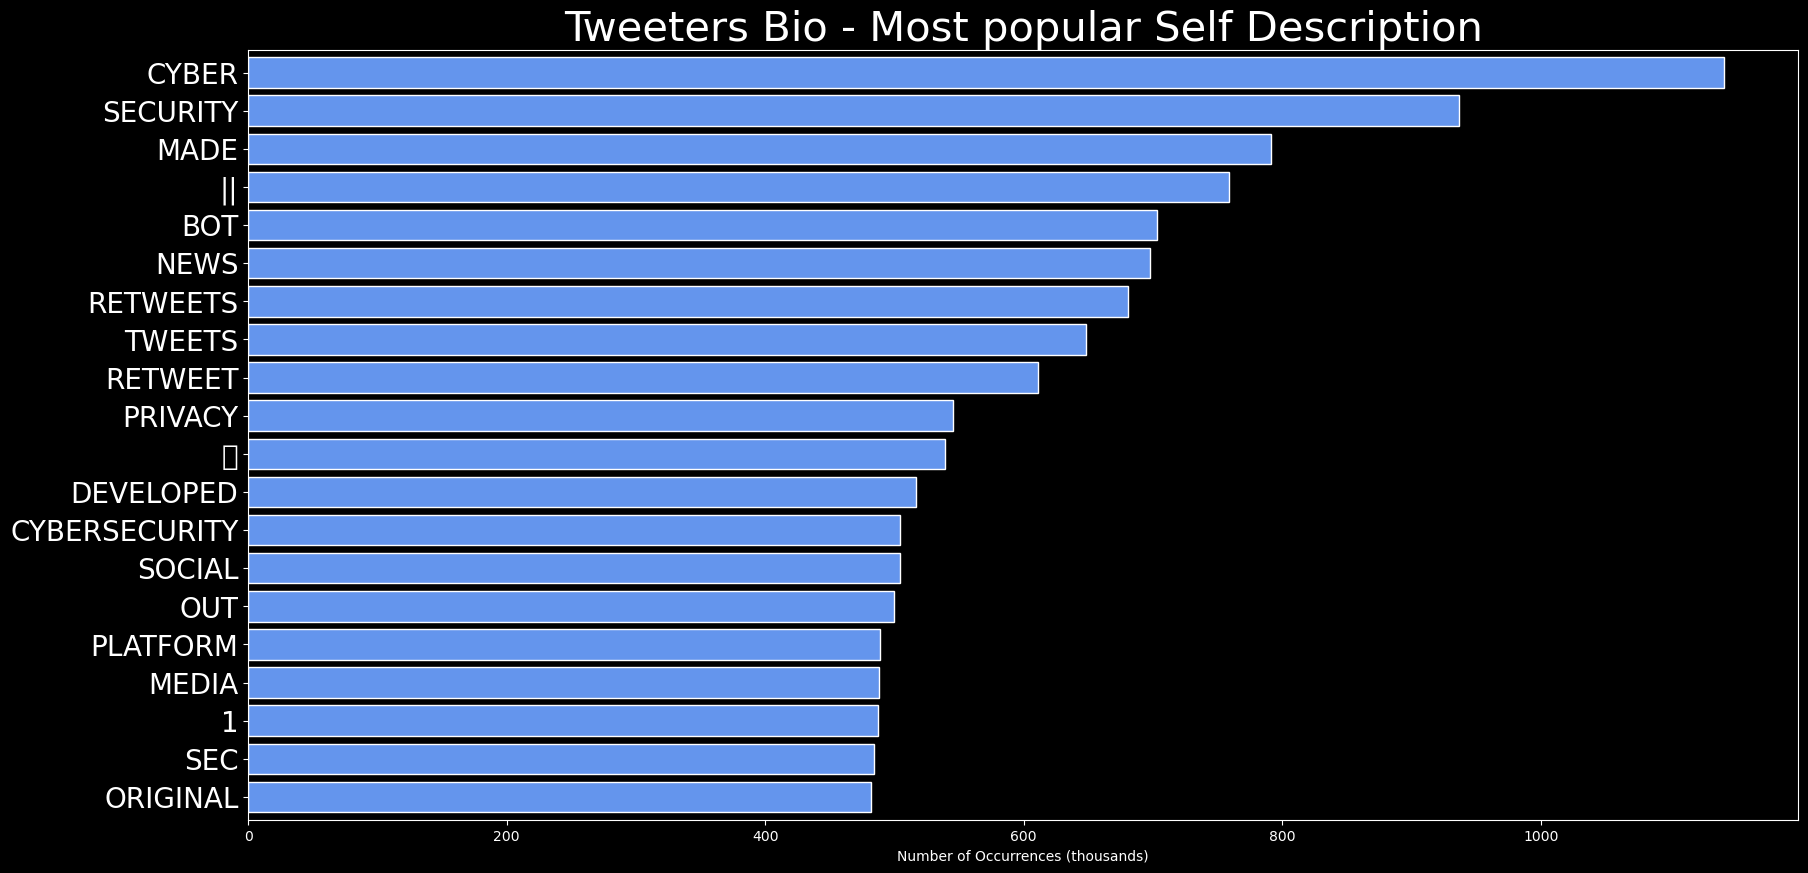 Tweeters Bio - Most popular Self Description
CYBER
SECURITY
MADE
||
BOT
NEWS
RETWEETS
TWEETS
RETWEET
PRIVACY
DEVELOPED
CYBERSECURITY
SOCIAL
OUT
PLATFORM
MEDIA
1
SEC
ORIGINAL
0 200 400 600 800 1000
Number of Occurrences (thousands)